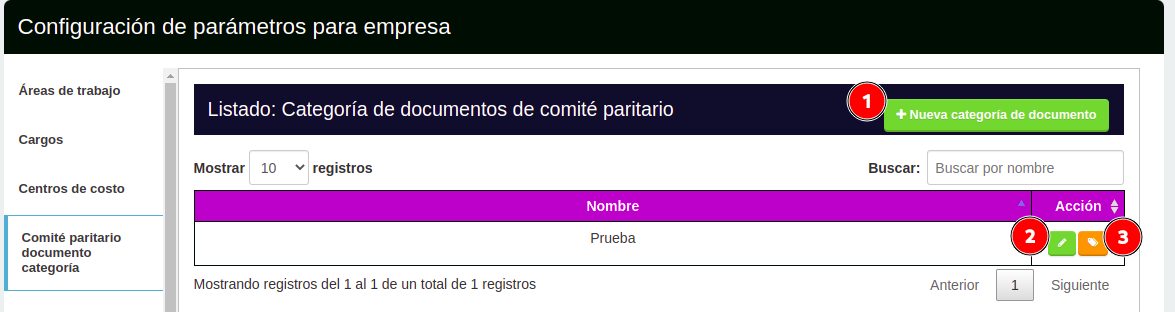 Configuración de parámetros para empresa
Áreas de trabajo
Cargos
Centros de costo
Comité paritario
documento
categoría
Listado: Categoría de documentos de comité paritario
1
+ Nueva categoría de documento
Mostrar 10 registros
Buscar: Buscar por nombre
Nombre
Acción
Prueba
2
3
Mostrando registros del 1 al 1 de un total de 1 registros
Anterior 1 Siguiente